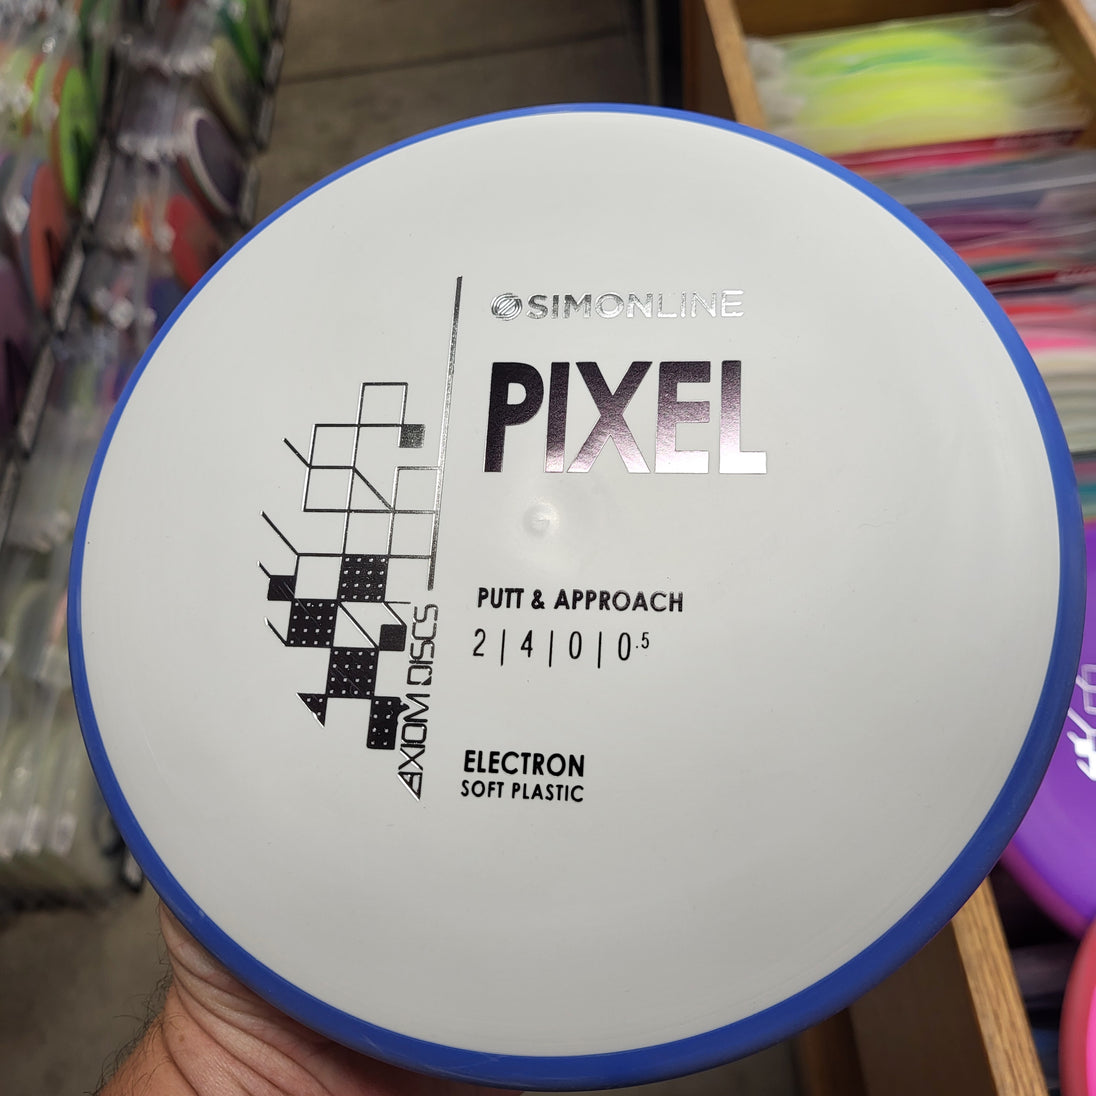 SIMONLINE
PIXEL
PUTT & APPROACH
2 | 4 | 0 | 0.5
ELECTRON
SOFT PLASTIC
AXIOM DISCS